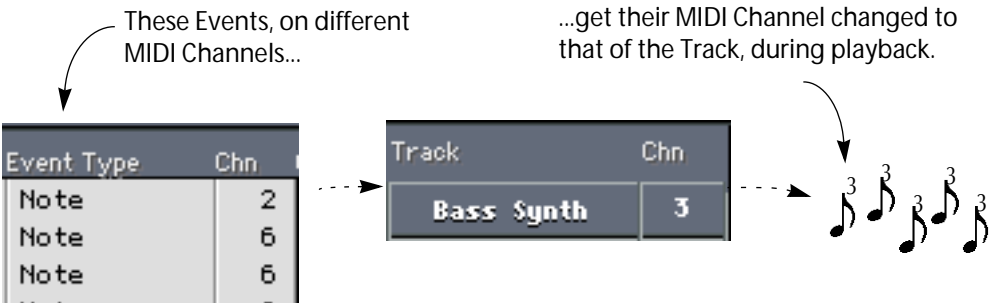 These Events, on different
MIDI Channels...
...get their MIDI Channel changed to
that of the Track, during playback.
Event Type Chn
Note 2
Note 6
Note 6
Track Chn
Bass Synth 3
3 3 3 3 3